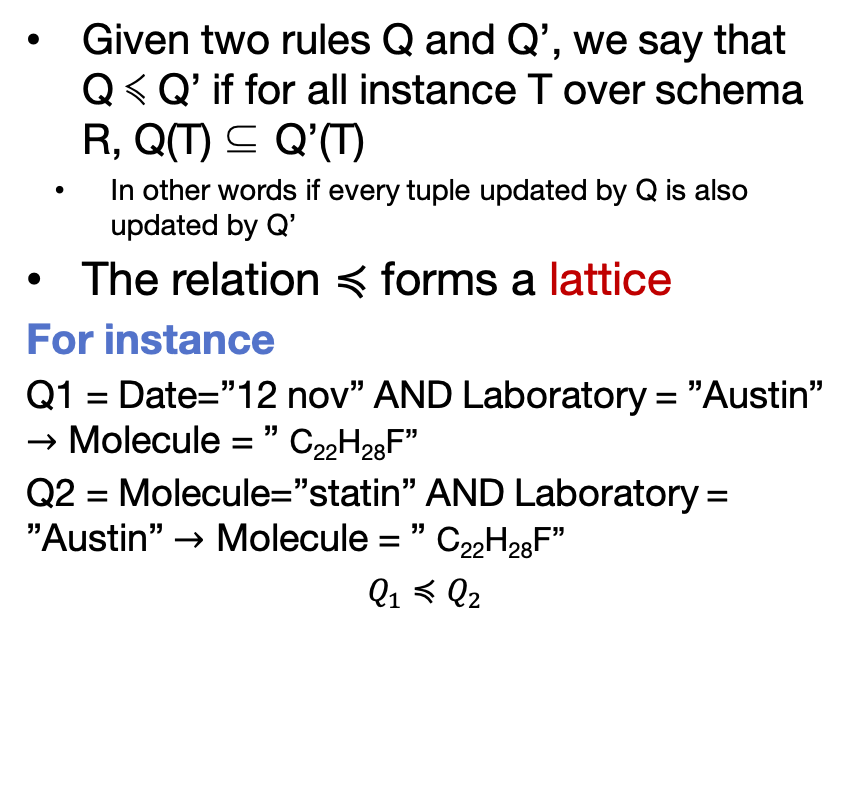 • Given two rules Q and Q’, we say that
Q ≼ Q’ if for all instance T over schema
R, Q(T) ⊆ Q’(T)
• In other words if every tuple updated by Q is also
updated by Q’
• The relation ≼ forms a lattice
For instance
Q1 = Date=”12 nov” AND Laboratory = ”Austin”
→ Molecule = ” C₂₂H₂₈F”
Q2 = Molecule=”statin” AND Laboratory =
”Austin” → Molecule = ” C₂₂H₂₈F”
Q₁ ≼ Q₂